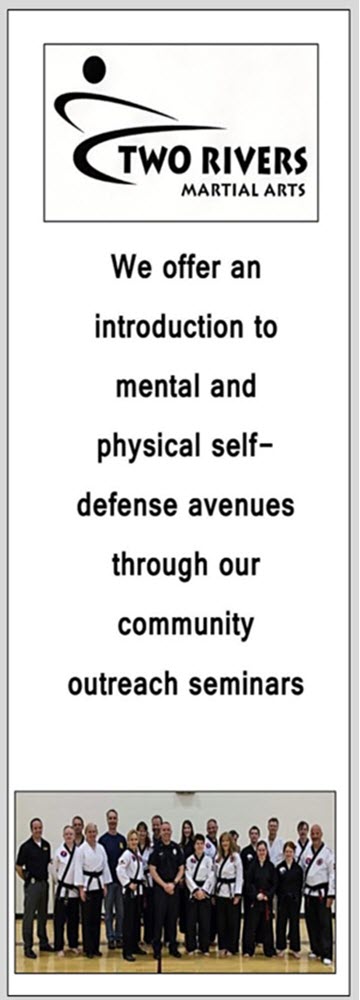 TWO RIVERS
MARTIAL ARTS
We offer an
introduction to
mental and
physical self-
defense avenues
through our
community
outreach seminars